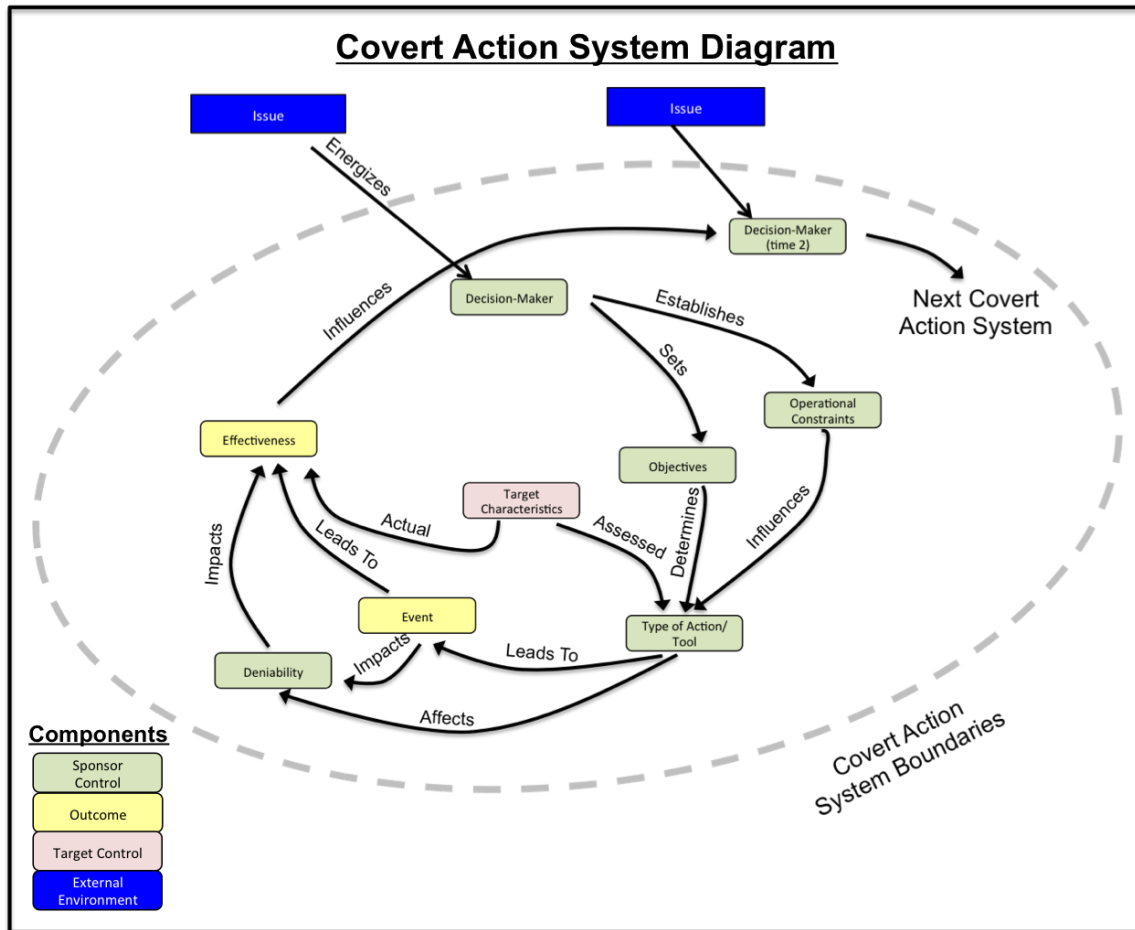 Covert Action System Diagram
Issue
Issue
Energizes
Decision-Maker
(time 2)
Influences
Decision-Maker
Establishes
Next Covert
Action System
Sets
Operational
Constraints
Effectiveness
Objectives
Target
Characteristics
Actual
Assessed
Determines
Influences
Impacts
Leads To
Event
Type of Action/
Tool
Impacts
Leads To
Deniability
Affects
Covert Action
System Boundaries
Components
Sponsor
Control
Outcome
Target Control
External
Environment